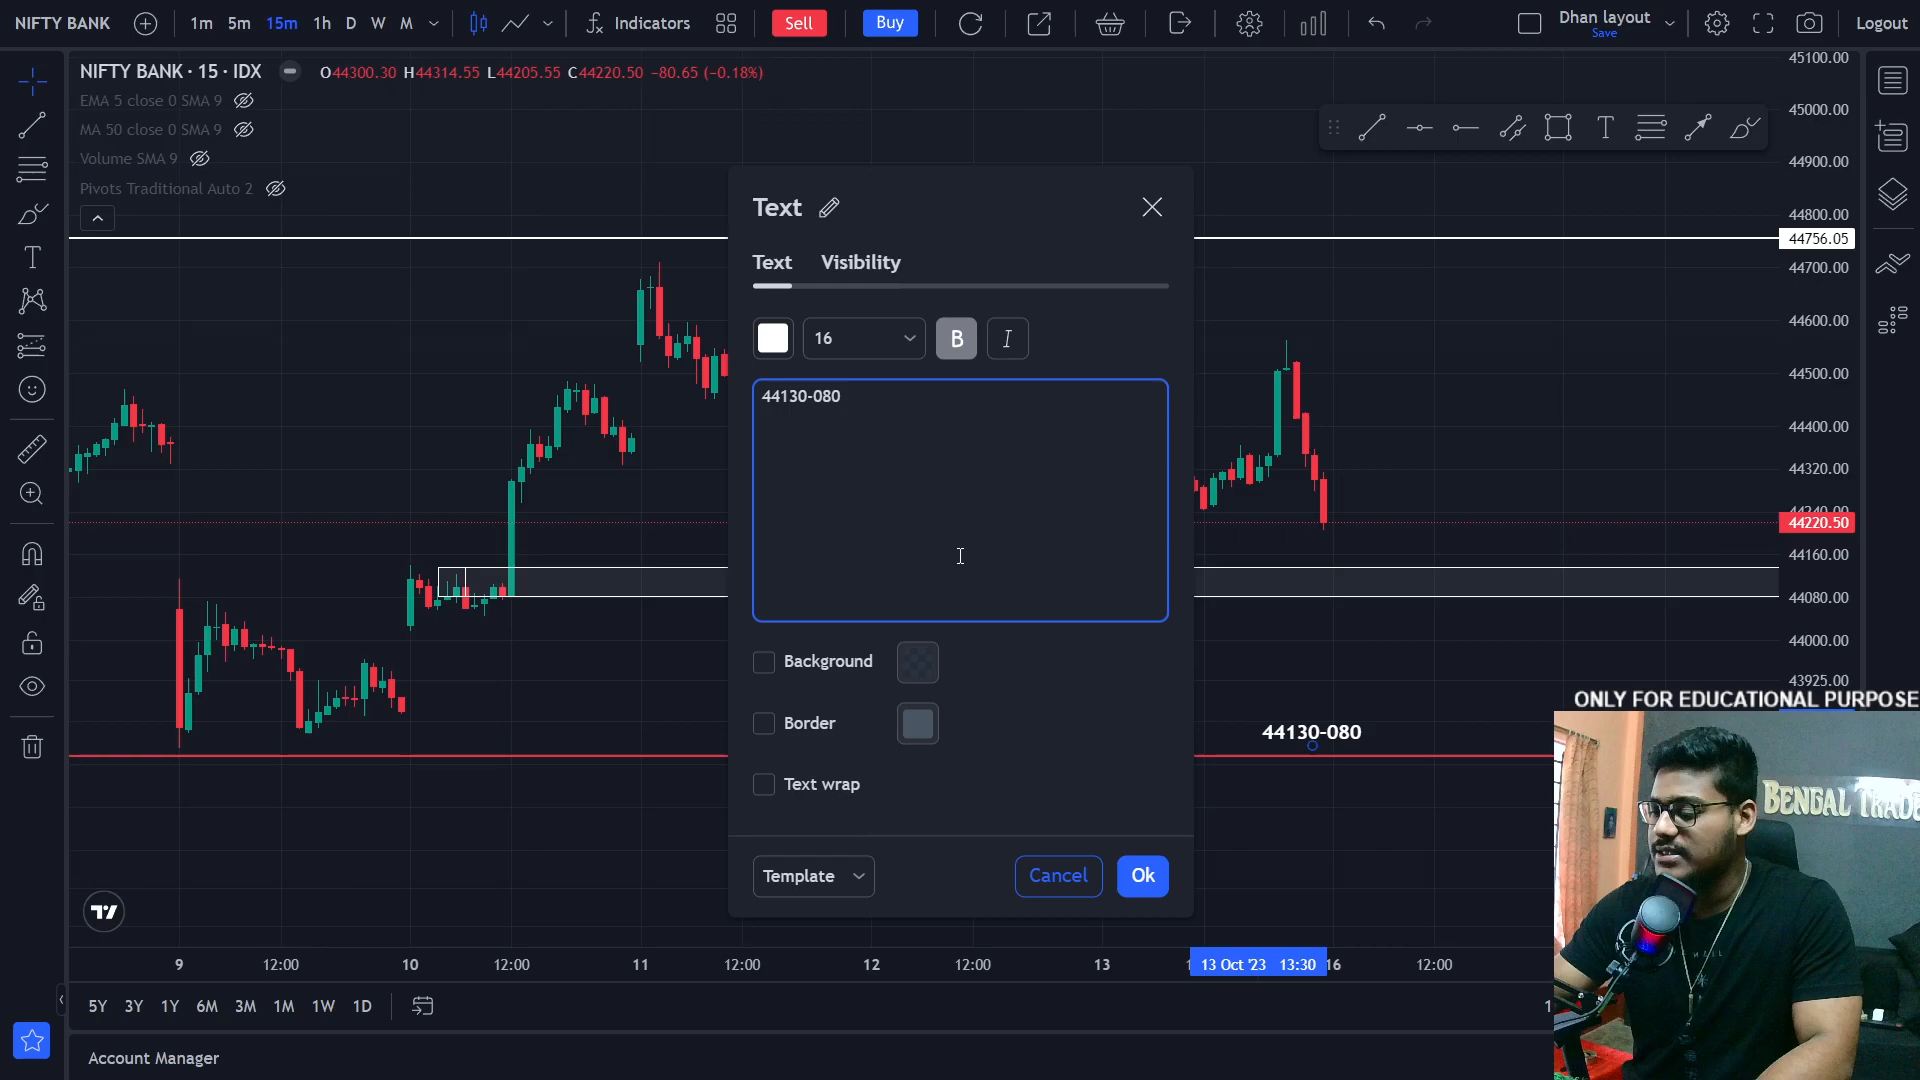 NIFTY BANK 1m 5m 15m 1h D W M Indicators Sell Buy Dhan layout Save Logout
NIFTY BANK · 15 · IDX O44300.30 H44314.55 L44205.55 C44220.50 −80.65 (−0.18%)
EMA 5 close 0 SMA 9
MA 50 close 0 SMA 9
Volume SMA 9
Pivots Traditional Auto 2
45100.00
45000.00
44900.00
44800.00
44756.05
44700.00
44600.00
44500.00
44400.00
44320.00
44240.00
44220.50
44160.00
44080.00
44000.00
43925.00
Text
Text Visibility
16 B I
44130-080
Background
Border
Text wrap
Template Cancel Ok
44130-080
ONLY FOR EDUCATIONAL PURPOSE
9 12:00 10 12:00 11 12:00 12 12:00 13 13 Oct '23 13:30 16 12:00
5Y 3Y 1Y 6M 3M 1M 1W 1D
Account Manager